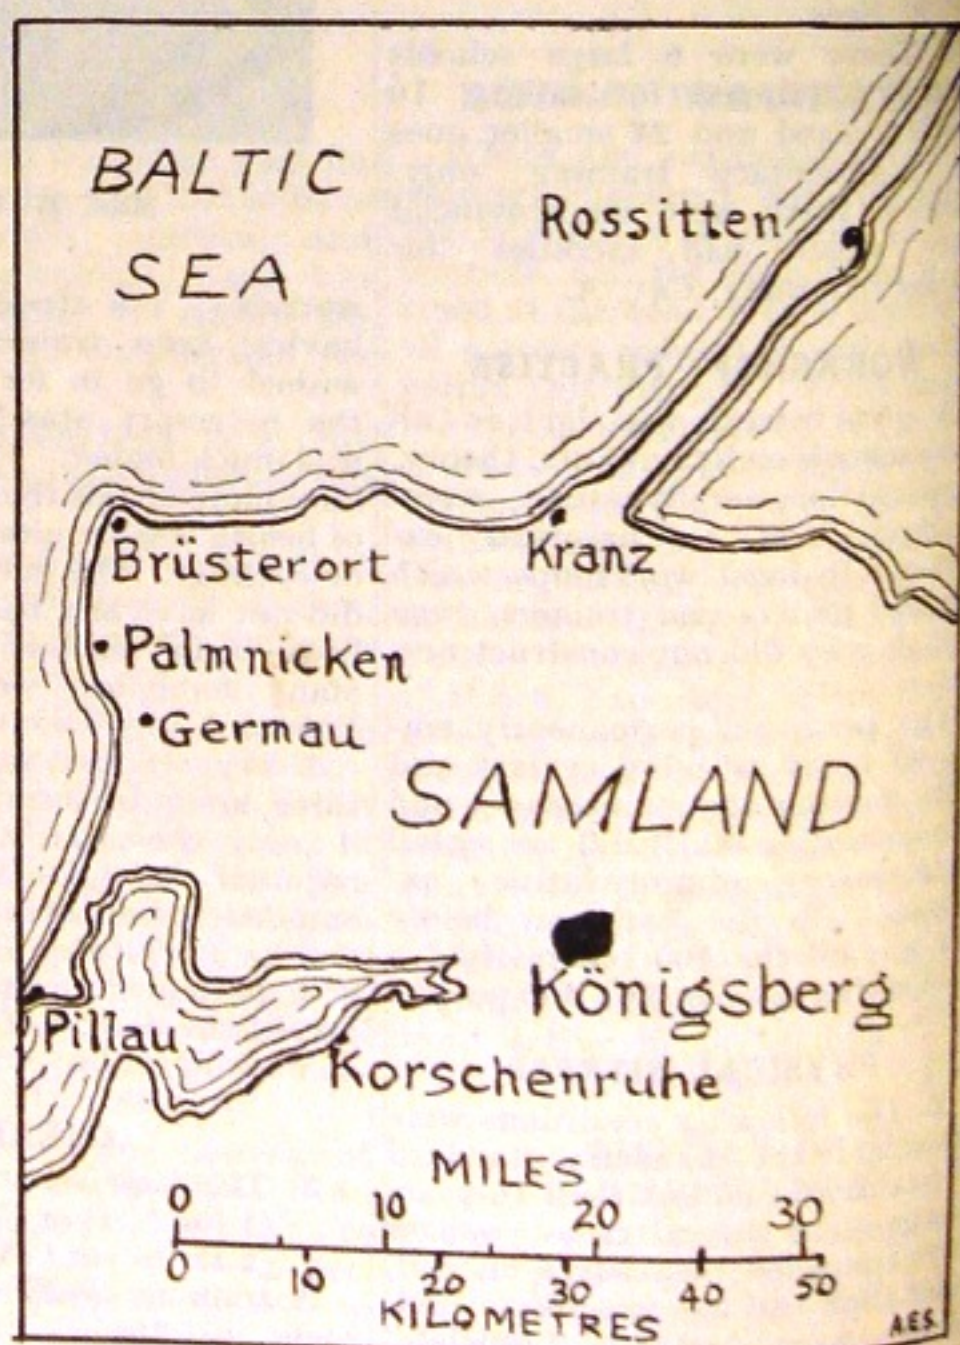 BALTIC
SEA
Rossitten
Brüsterort
Kranz
Palmnicken
Germau
SAMLAND
Königsberg
Pillau
Korschenruhe
MILES
0 10 20 30
0 10 20 30 40 50
KILOMETRES
A.E.S.